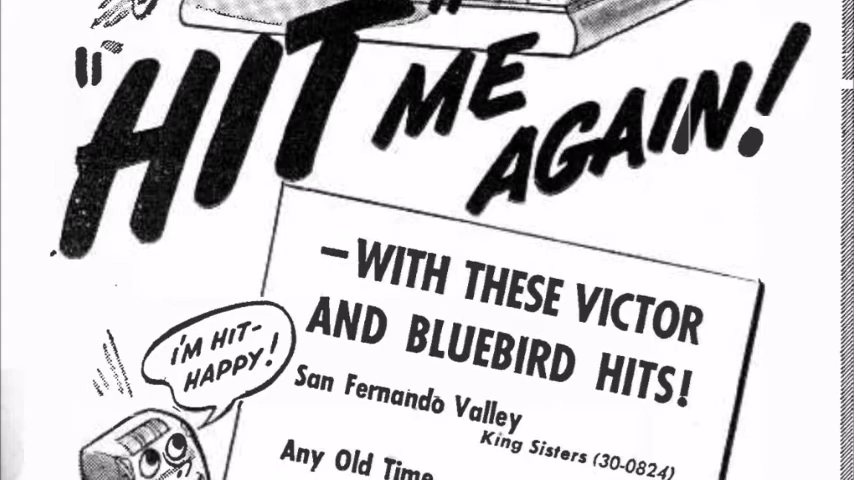 "HIT" ME
AGAIN!
—WITH THESE VICTOR
AND BLUEBIRD HITS!
I'M HIT-
HAPPY!
San Fernando Valley
King Sisters (30-0824)
Any Old Time